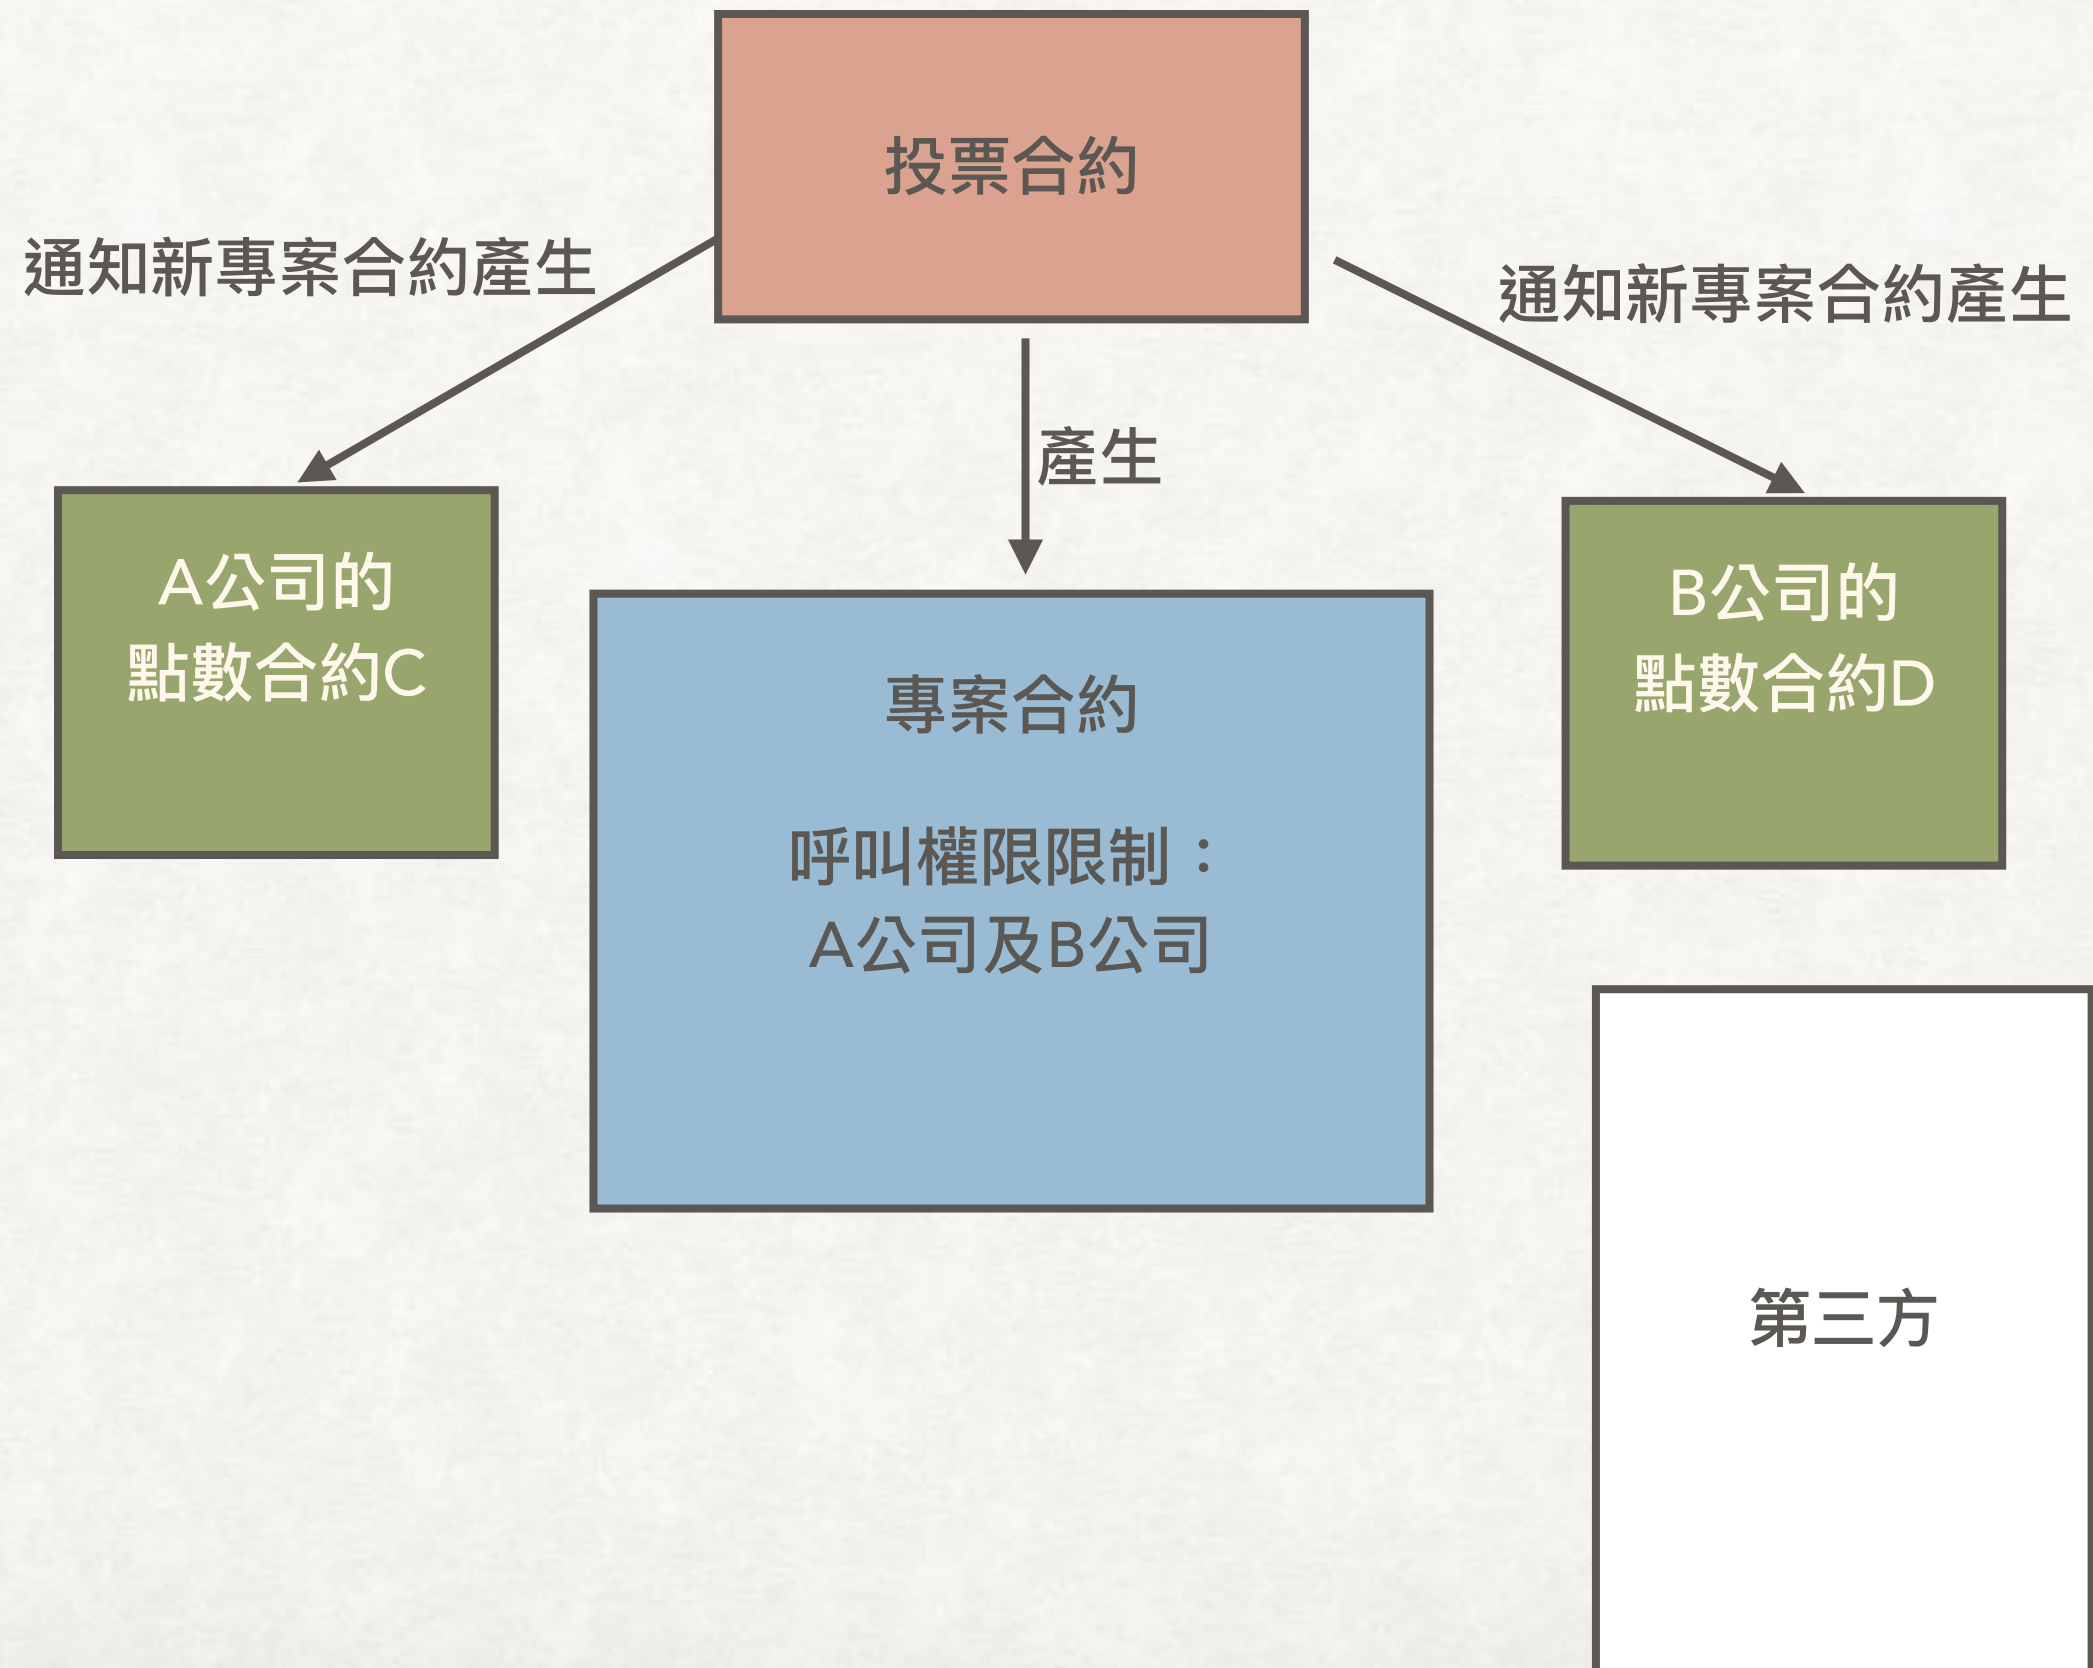 投票合約
通知新專案合約產生
通知新專案合約產生
產生
A公司的
點數合約C
B公司的
點數合約D
專案合約
呼叫權限限制：
A公司及B公司
第三方